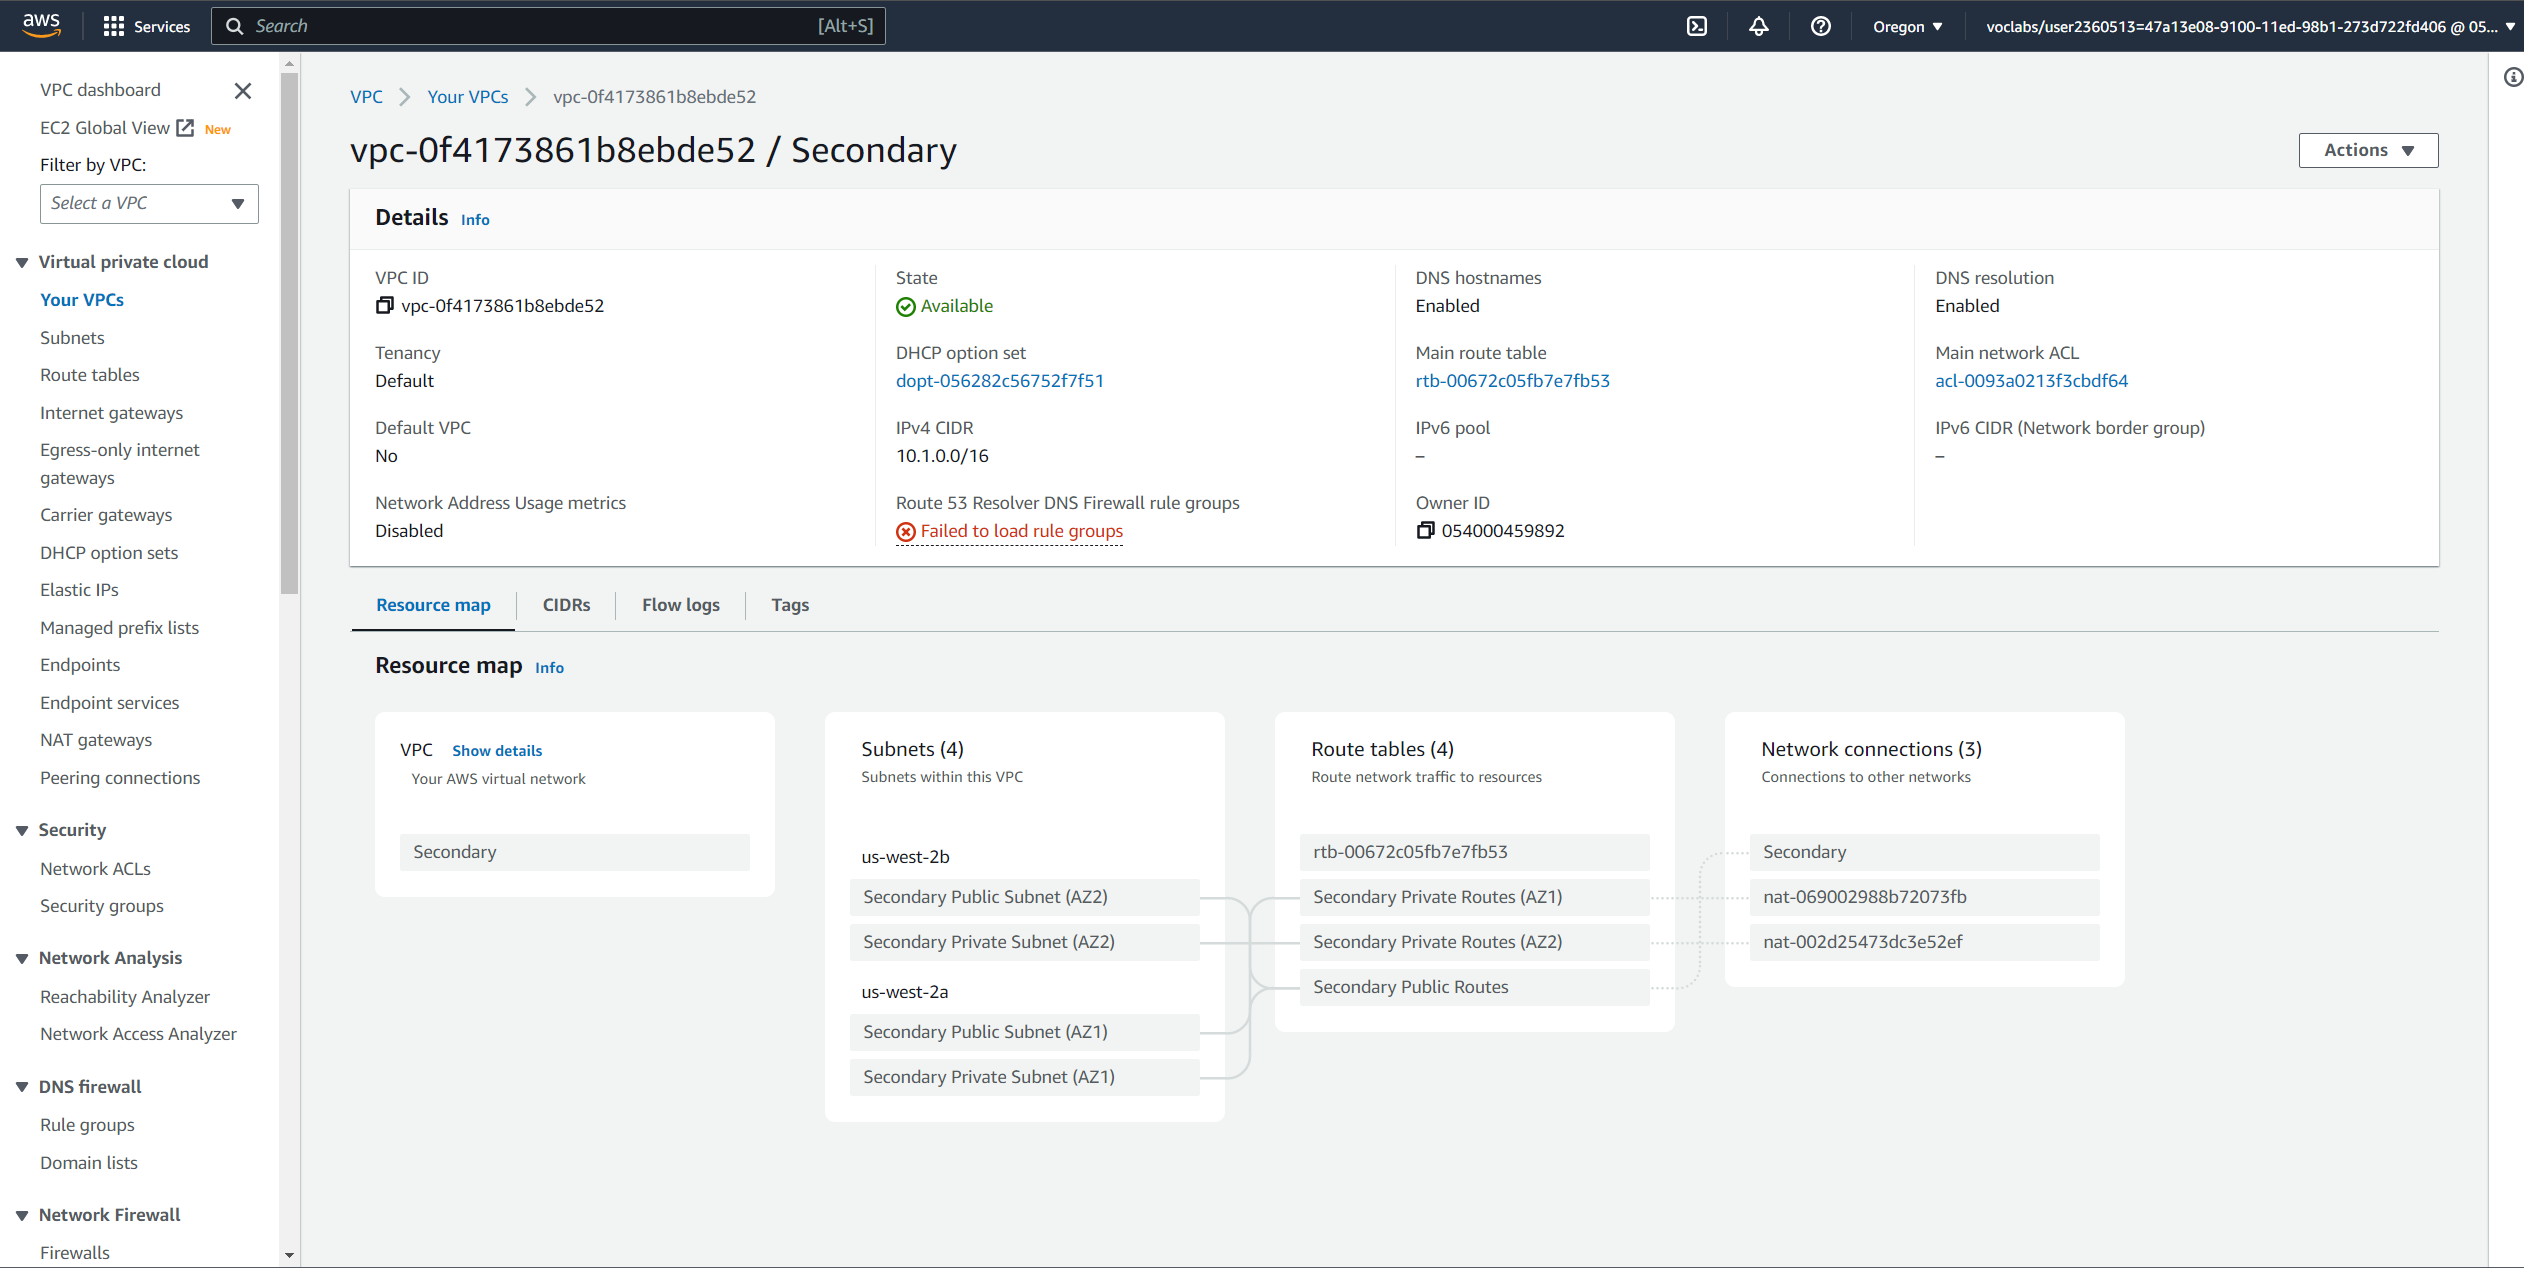 aws
Services
Search
[Alt+S]
Oregon
voclabs/user2360513=47a13e08-9100-11ed-98b1-273d722fd406 @ 05...
VPC dashboard
EC2 Global View New
Filter by VPC:
Select a VPC
Virtual private cloud
Your VPCs
Subnets
Route tables
Internet gateways
Egress-only internet
gateways
Carrier gateways
DHCP option sets
Elastic IPs
Managed prefix lists
Endpoints
Endpoint services
NAT gateways
Peering connections
Security
Network ACLs
Security groups
Network Analysis
Reachability Analyzer
Network Access Analyzer
DNS firewall
Rule groups
Domain lists
Network Firewall
Firewalls
VPC
Your VPCs
vpc-0f4173861b8ebde52
vpc-0f4173861b8ebde52 / Secondary
Actions
Details Info
VPC ID
vpc-0f4173861b8ebde52
State
Available
DNS hostnames
Enabled
DNS resolution
Enabled
Tenancy
Default
DHCP option set
dopt-056282c56752f7f51
Main route table
rtb-00672c05fb7e7fb53
Main network ACL
acl-0093a0213f3cbdf64
Default VPC
No
IPv4 CIDR
10.1.0.0/16
IPv6 pool
–
IPv6 CIDR (Network border group)
–
Network Address Usage metrics
Disabled
Route 53 Resolver DNS Firewall rule groups
Failed to load rule groups
Owner ID
054000459892
Resource map
CIDRs
Flow logs
Tags
Resource map Info
VPC Show details
Your AWS virtual network
Secondary
Subnets (4)
Subnets within this VPC
us-west-2b
Secondary Public Subnet (AZ2)
Secondary Private Subnet (AZ2)
us-west-2a
Secondary Public Subnet (AZ1)
Secondary Private Subnet (AZ1)
Route tables (4)
Route network traffic to resources
rtb-00672c05fb7e7fb53
Secondary Private Routes (AZ1)
Secondary Private Routes (AZ2)
Secondary Public Routes
Network connections (3)
Connections to other networks
Secondary
nat-069002988b72073fb
nat-002d25473dc3e52ef